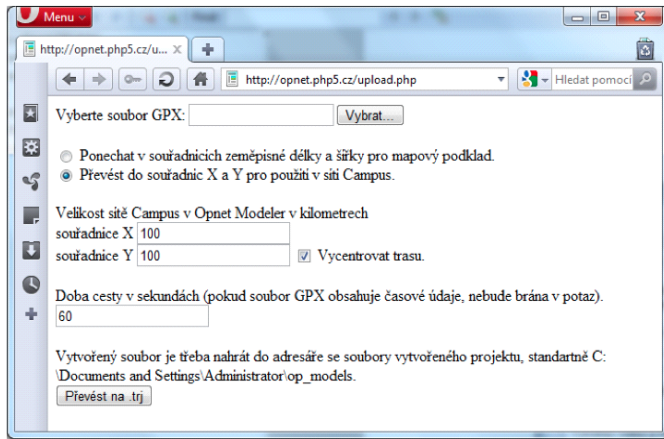 Menu
http://opnet.php5.cz/u...
http://opnet.php5.cz/upload.php
Hledat pomocí
Vyberte soubor GPX:
Vybrat...
Ponechat v souřadnicích zeměpisné délky a šířky pro mapový podklad.
Převést do souřadnic X a Y pro použití v síti Campus.
Velikost sítě Campus v Opnet Modeler v kilometrech
souřadnice X 100
souřadnice Y 100 Vycentrovat trasu.
Doba cesty v sekundách (pokud soubor GPX obsahuje časové údaje, nebude brána v potaz).
60
Vytvořený soubor je třeba nahrát do adresáře se soubory vytvořeného projektu, standartně C:
\Documents and Settings\Administrator\op_models.
Převést na .trj